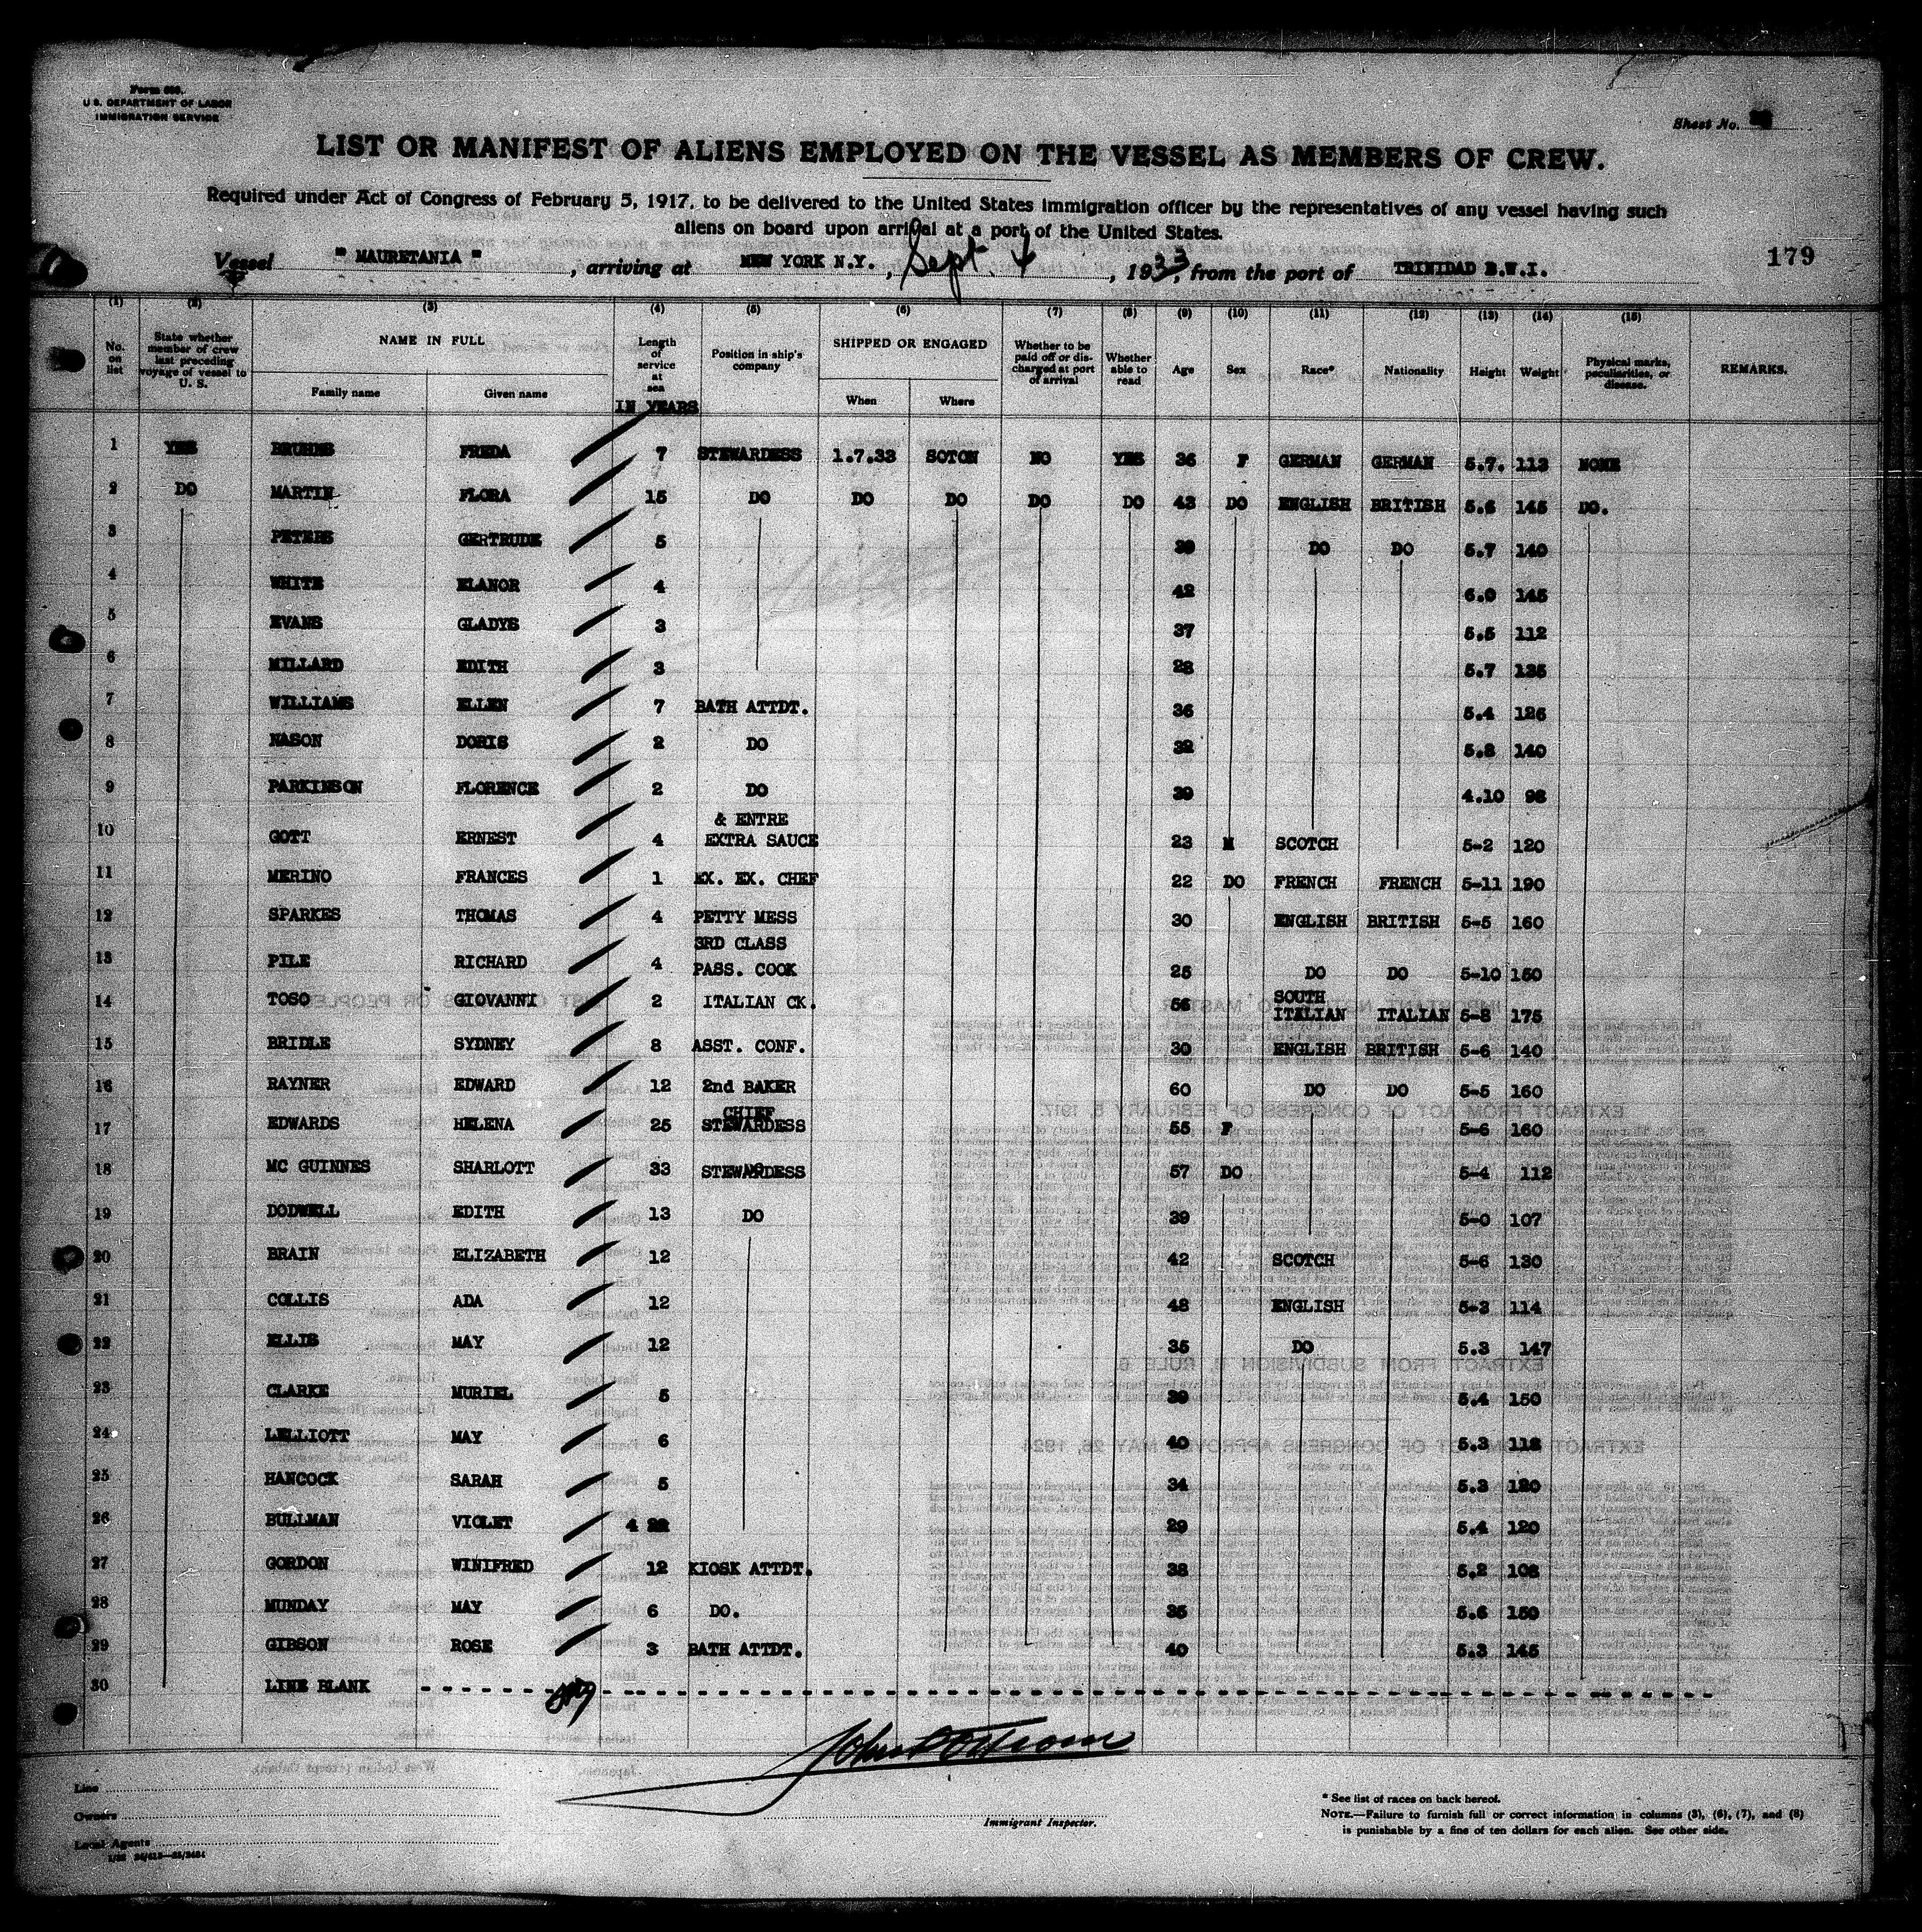 Form 680.
U.S. DEPARTMENT OF LABOR
IMMIGRATION SERVICE
Sheet No.
LIST OR MANIFEST OF ALIENS EMPLOYED ON THE VESSEL AS MEMBERS OF CREW.
Required under Act of Congress of February 5, 1917, to be delivered to the United States immigration officer by the representatives of any vessel having such
aliens on board upon arrival at a port of the United States.
Vessel " MAURETANIA ", arriving at NEW YORK N.Y., Sept. 4, 1933, from the port of TRINIDAD B.W.I.
179
(1) (2) (3) (4) (5) (6) (7) (8) (9) (10) (11) (12) (13) (14) (15)
No. on list State whether member of crew last preceding voyage of vessel to U. S. NAME IN FULL Family name Given name Length of service at sea IN YEARS Position in ship's company SHIPPED OR ENGAGED When Where Whether to be paid off or discharged at port of arrival Whether able to read Age Sex Race* Nationality Height Weight Physical marks, peculiarities, or disease. REMARKS.
1 YES BRUHNS FREDA 7 STEWARDESS 1.7.33 SOTON NO YES 36 F GERMAN GERMAN 5.7. 113 NONE
2 DO MARTIN FLORA 15 DO DO DO DO DO 43 DO ENGLISH BRITISH 5.6 145 DO.
3 PETERS GERTRUDE 5 39 DO DO 5.7 140
4 WHITE ELANOR 4 42 6.0 145
5 EVANS GLADYS 3 37 5.5 112
6 MILLARD EDITH 3 28 5.7 135
7 WILLIAMS ELLEN 7 BATH ATTDT. 36 5.4 126
8 NASON DORIS 2 DO 32 5.8 140
9 PARKINSON FLORENCE 2 DO 39 4.10 98
10 GOTT ERNEST 4 & ENTRE EXTRA SAUCE 23 M SCOTCH 5-2 120
11 MERINO FRANCES 1 EX. EX. CHEF 22 DO FRENCH FRENCH 5-11 190
12 SPARKES THOMAS 4 PETTY MESS 30 ENGLISH BRITISH 5-5 160
13 PILE RICHARD 4 3RD CLASS PASS. COOK 25 DO DO 5-10 150
14 TOSO GIOVANNI 2 ITALIAN CK. 56 SOUTH ITALIAN ITALIAN 5-8 175
15 BRIDLE SYDNEY 8 ASST. CONF. 30 ENGLISH BRITISH 5-6 140
16 RAYNER EDWARD 12 2nd BAKER 60 DO DO 5-5 160
17 EDWARDS HELENA 25 CHIEF STEWARDESS 55 F 5-6 160
18 MC GUINNES SHARLOTT 33 STEWARDESS 57 DO 5-4 112
19 DODWELL EDITH 13 DO 39 5-0 107
20 BRAIN ELIZABETH 12 42 SCOTCH 5-6 130
21 COLLIS ADA 12 48 ENGLISH 5-3 114
22 ELLIS MAY 12 35 DO 5.3 147
23 CLARKE MURIEL 5 39 5.4 150
24 LELLIOTT MAY 6 40 5.3 118
25 HANCOCK SARAH 5 34 5.3 120
26 BULLMAN VIOLET 4 29 5.4 120
27 GORDON WINIFRED 12 KIOSK ATTDT. 38 5.2 108
28 MUNDAY MAY 6 DO. 35 5.6 150
29 GIBSON ROSE 3 BATH ATTDT. 40 5.3 145
30 LINE BLANK
Line
Owners
Local Agents
Immigrant Inspector.
* See list of races on back hereof.
NOTE.—Failure to furnish full or correct information in columns (3), (6), (7), and (8)
is punishable by a fine of ten dollars for each alien. See other side.